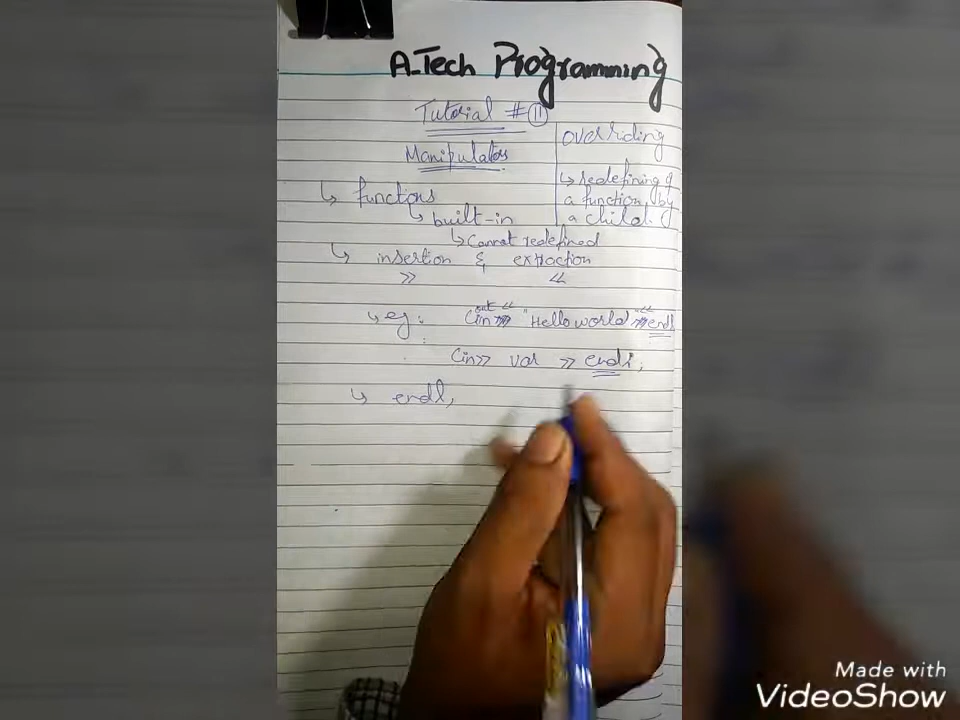 A-Tech Programming
Tutorial # 11
Manipulators
overriding
↳ redefining of
a function by
a child.
↳ functions
↳ built-in
↳ Cannot redefined
↳ insertion & extraction
>> <<
↳ eg: Cout << "Hello world" << endl
Cin >> var >> endl;
↳ endl,
Made with
VideoShow